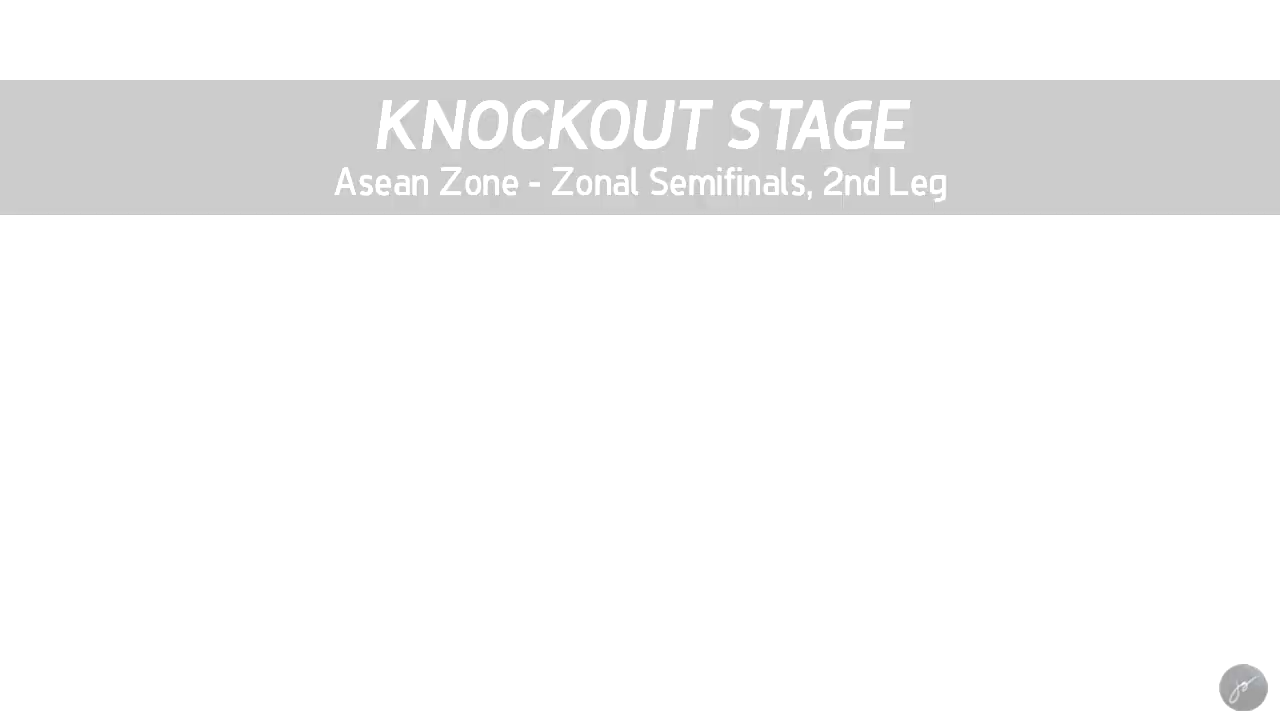 KNOCKOUT STAGE
Asean Zone - Zonal Semifinals, 2nd Leg